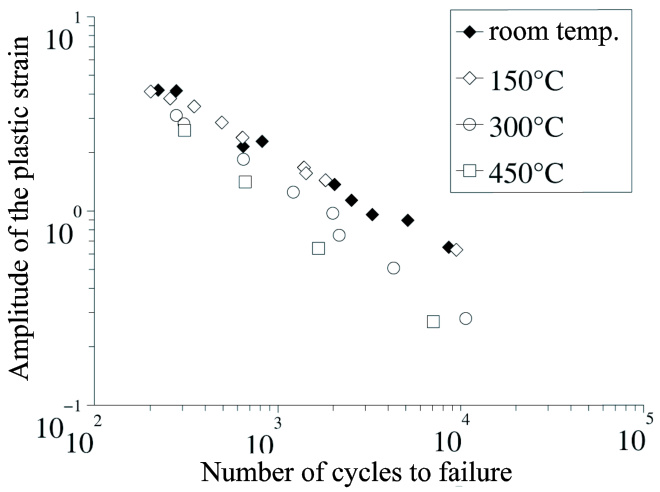 Amplitude of the plastic strain
10^1
10^0
10^-1
room temp.
150°C
300°C
450°C
10^2 10^3 10^4 10^5
Number of cycles to failure